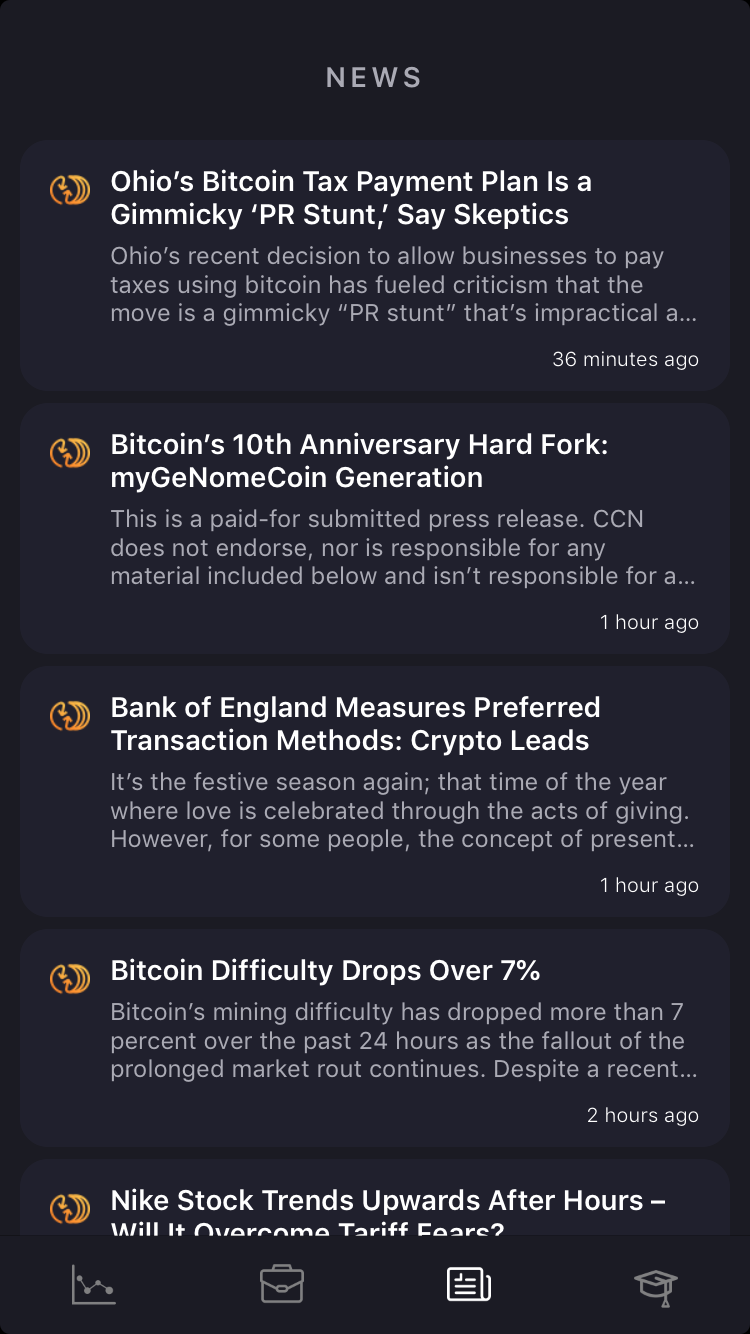 NEWS
Ohio’s Bitcoin Tax Payment Plan Is a
Gimmicky ‘PR Stunt,’ Say Skeptics
Ohio’s recent decision to allow businesses to pay
taxes using bitcoin has fueled criticism that the
move is a gimmicky “PR stunt” that’s impractical a...
36 minutes ago
Bitcoin’s 10th Anniversary Hard Fork:
myGeNomeCoin Generation
This is a paid-for submitted press release. CCN
does not endorse, nor is responsible for any
material included below and isn’t responsible for a...
1 hour ago
Bank of England Measures Preferred
Transaction Methods: Crypto Leads
It’s the festive season again; that time of the year
where love is celebrated through the acts of giving.
However, for some people, the concept of present...
1 hour ago
Bitcoin Difficulty Drops Over 7%
Bitcoin’s mining difficulty has dropped more than 7
percent over the past 24 hours as the fallout of the
prolonged market rout continues. Despite a recent...
2 hours ago
Nike Stock Trends Upwards After Hours –
Will It Overcome Tariff Fears?